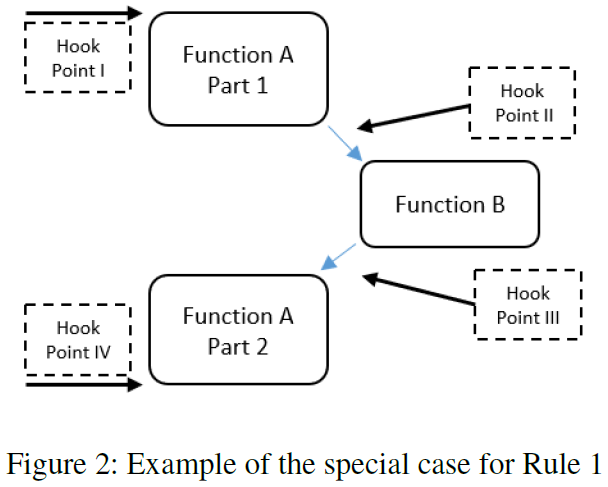 Hook
Point I
Function A
Part 1
Hook
Point II
Function B
Hook
Point III
Function A
Part 2
Hook
Point IV
Figure 2: Example of the special case for Rule 1